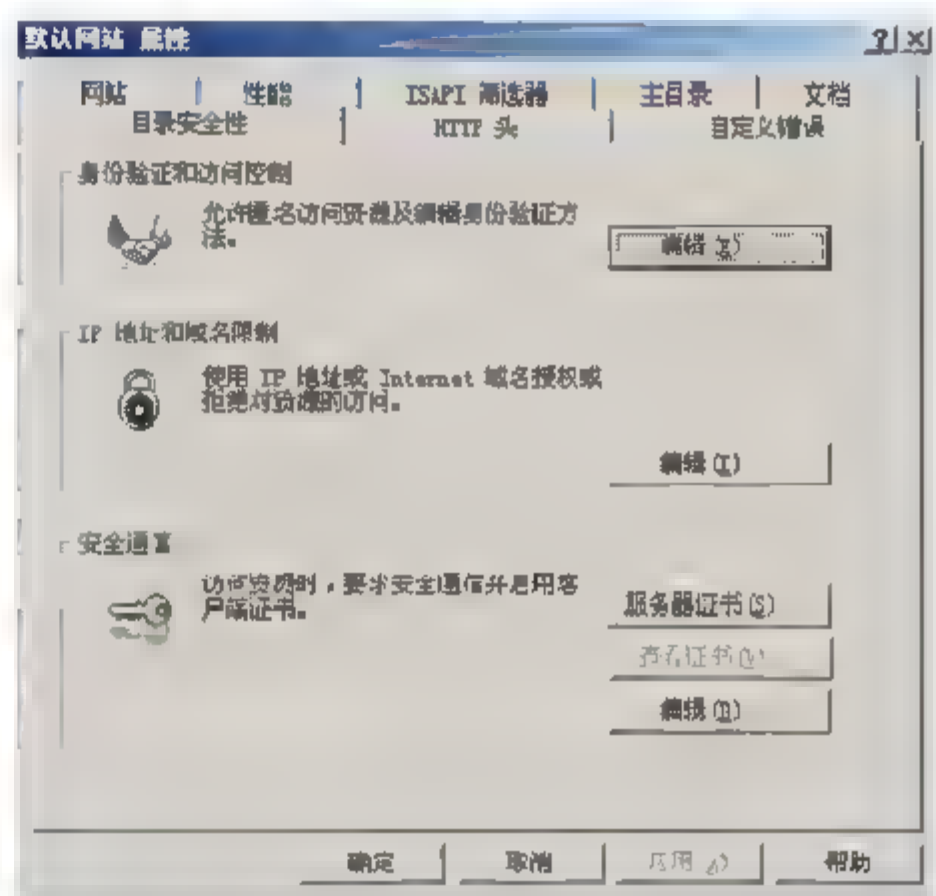 默认网站 属性
网站 性能 ISAPI 筛选器 主目录 文档
目录安全性 HTTP 头 自定义错误
身份验证和访问控制
允许匿名访问资源及编辑身份验证方
法。
编辑(E)
IP 地址和域名限制
使用 IP 地址或 Internet 域名授权或
拒绝对资源的访问。
编辑(I)
安全通信
访问资源时,要求安全通信并启用客
户端证书。
服务器证书(S)
查看证书(V)
编辑(D)
确定 取消 应用(A) 帮助